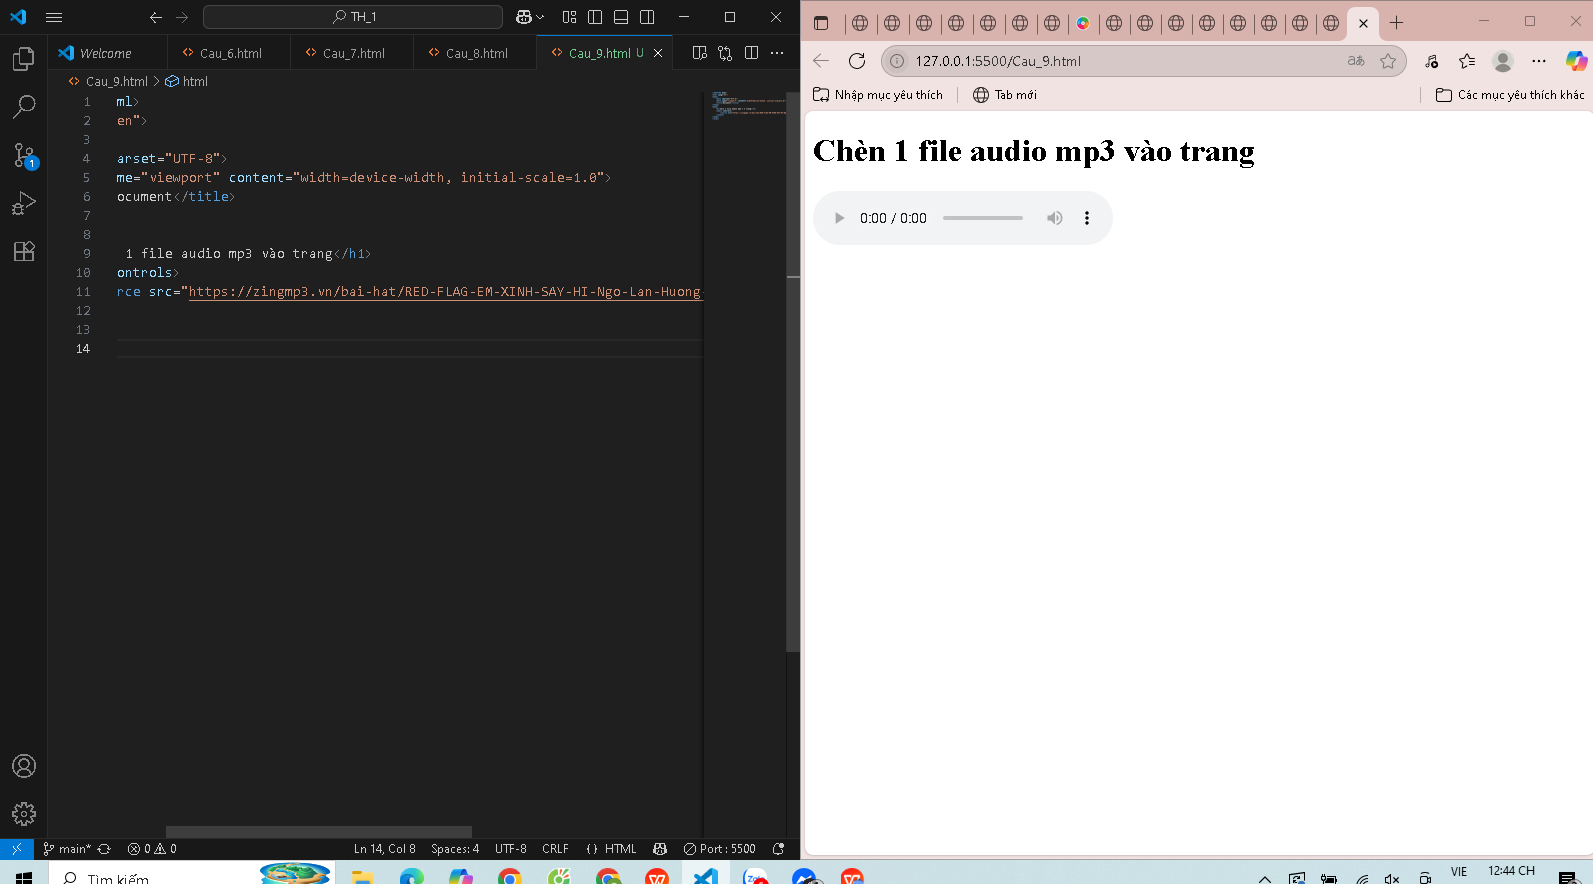 TH_1
Welcome
Cau_6.html
Cau_7.html
Cau_8.html
Cau_9.html U
Cau_9.html > html
1 ml>
2 en">
3
4 arset="UTF-8">
5 me="viewport" content="width=device-width, initial-scale=1.0">
6 ocument</title>
7
8
9 1 file audio mp3 vào trang</h1>
10 ontrols>
11 rce src="https://zingmp3.vn/bai-hat/RED-FLAG-EM-XINH-SAY-HI-Ngo-Lan-Huong-
12
13
14
1
main*
0 0
Ln 14, Col 8
Spaces: 4
UTF-8
CRLF
{ } HTML
Port : 5500
127.0.0.1:5500/Cau_9.html
aあ
Nhập mục yêu thích
Tab mới
Các mục yêu thích khác
Chèn 1 file audio mp3 vào trang
0:00 / 0:00
Tìm kiếm
Zalo
VIE
12:44 CH